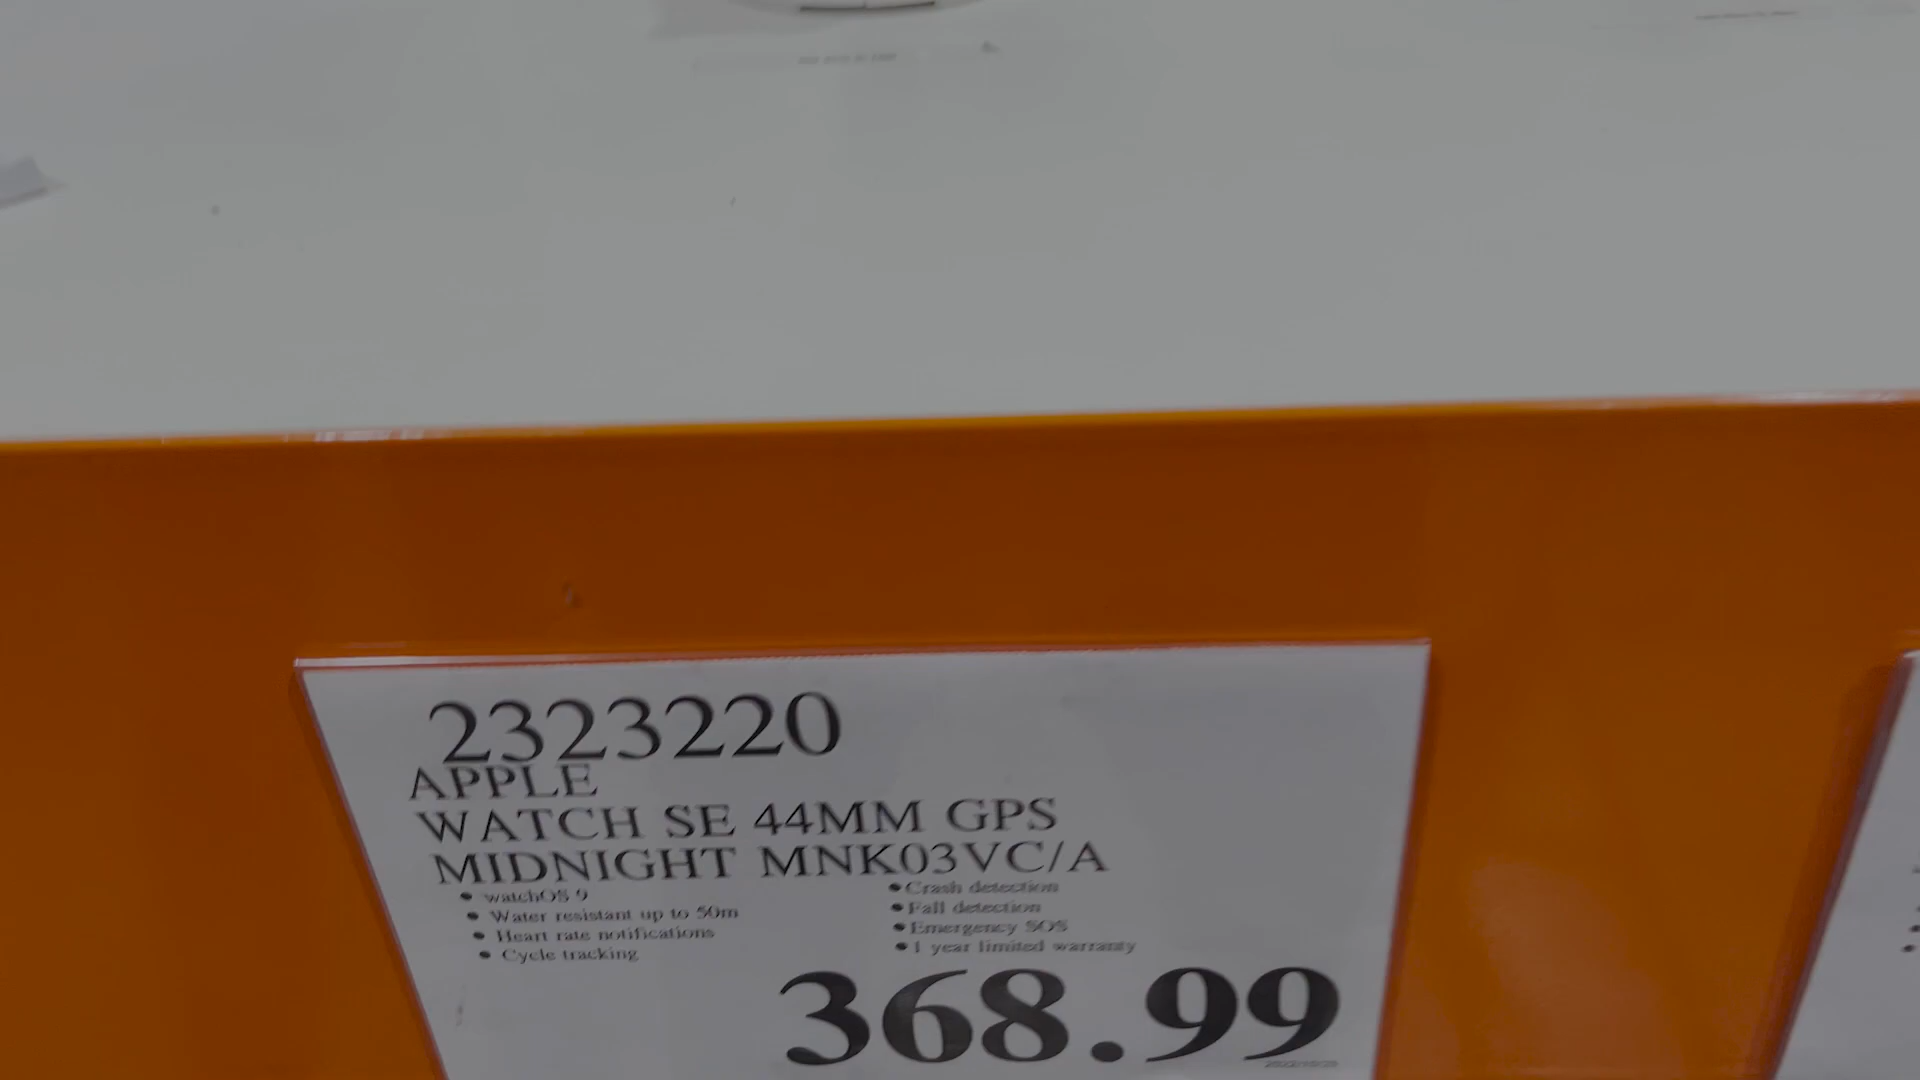 2323220
APPLE
WATCH SE 44MM GPS
MIDNIGHT MNK03VC/A
• watchOS 9
• Water resistant up to 50m
• Heart rate notifications
• Cycle tracking
• Crash detection
• Fall detection
• Emergency SOS
• 1 year limited warranty
368.99